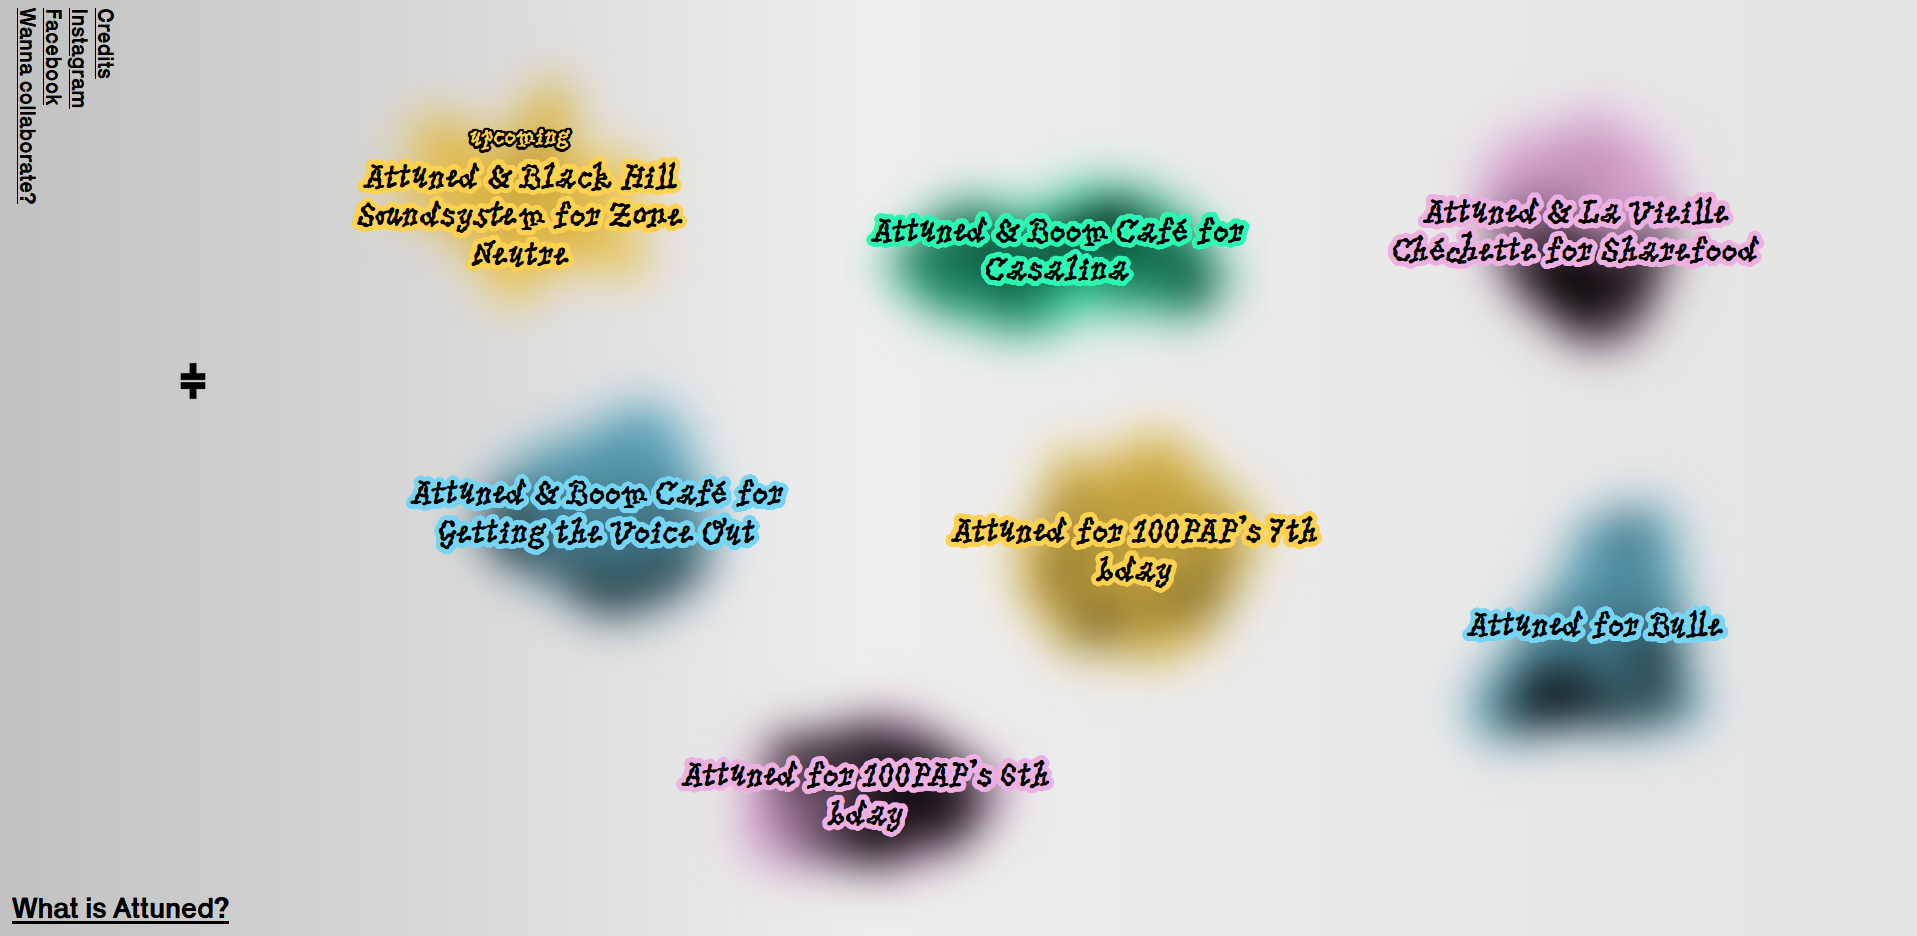 Credits
Instagram
Facebook
Wanna collaborate?
upcoming
Attuned & Black Hill
Soundsystem for Zone
Neutre
Attuned & Boom Café for
Casalina
Attuned & La Vieille
Chéchette for Sharefood
Attuned & Boom Café for
Getting the Voice Out
Attuned for 100PAP's 7th
bday
Attuned for Bulle
Attuned for 100PAP's 6th
bday
What is Attuned?